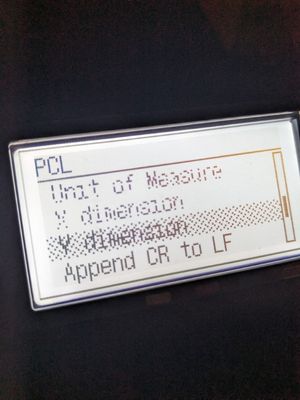 PCL
Unit of Measure
X dimension
Y dimension
Append CR to LF